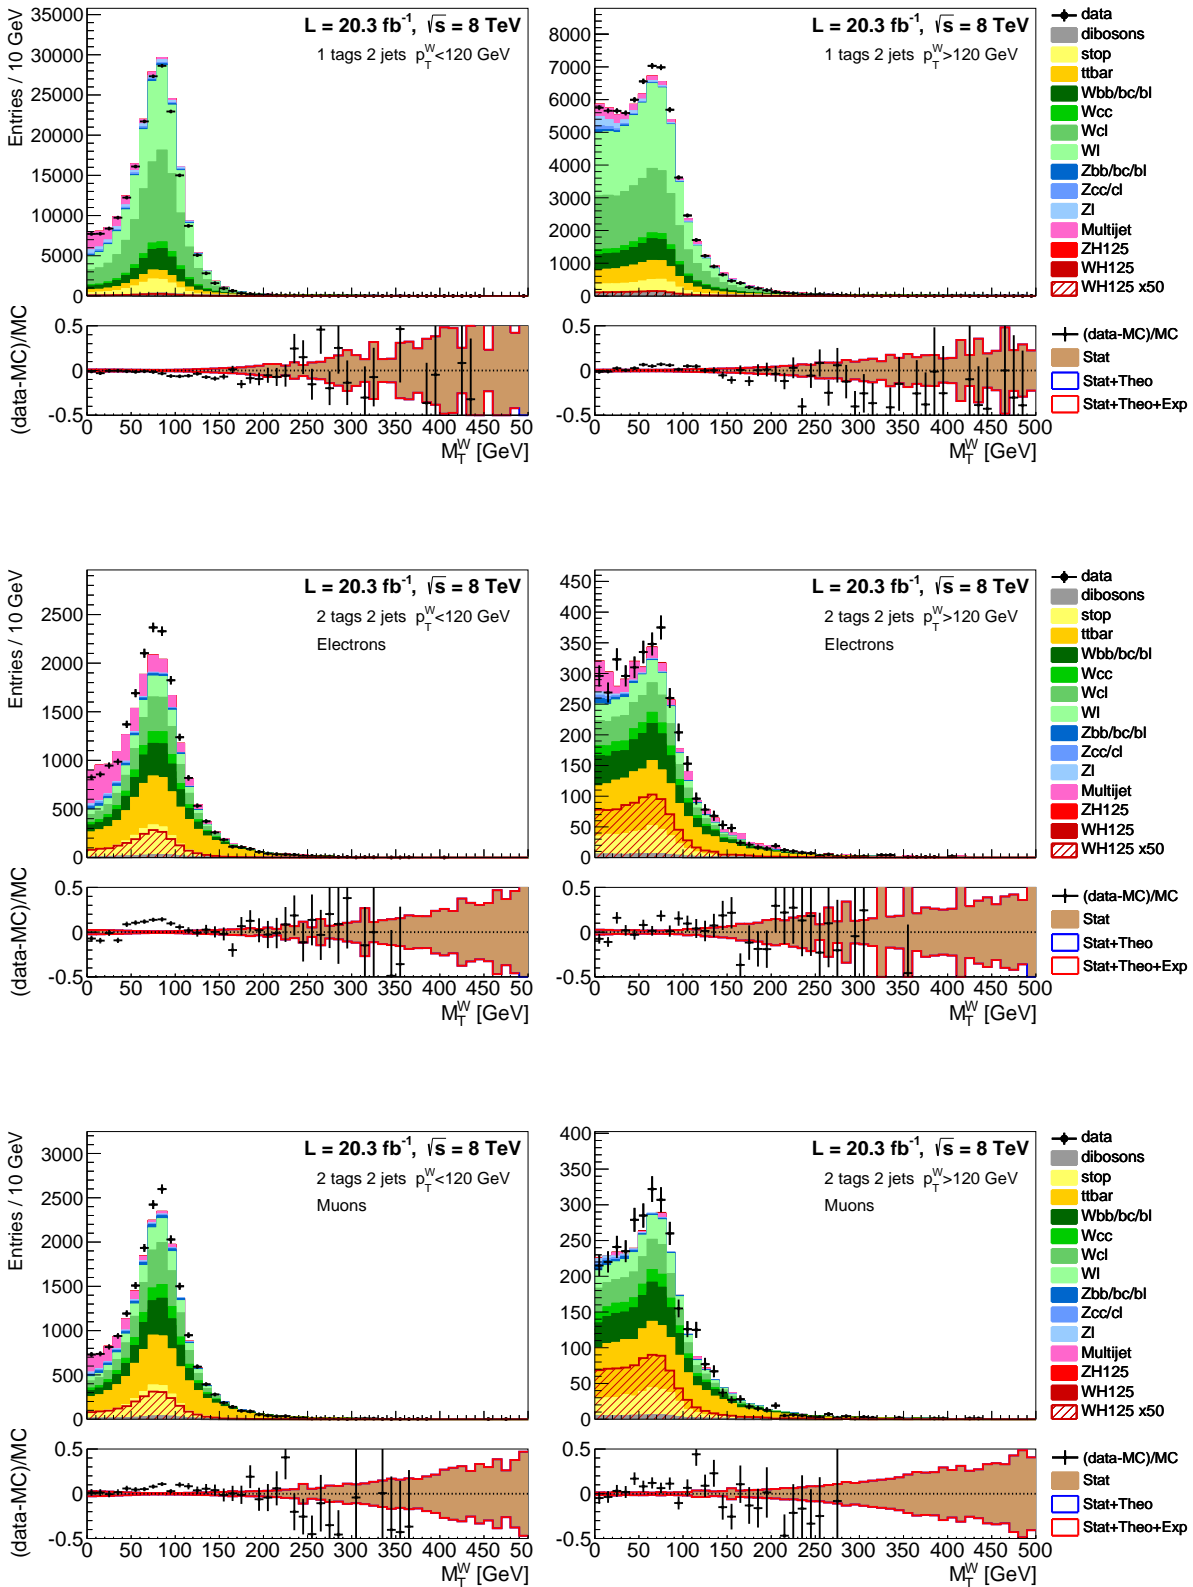 L = 20.3 fb⁻¹, √s = 8 TeV
1 tags 2 jets p_T^W<120 GeV
Entries / 10 GeV
35000
30000
25000
20000
15000
10000
5000
0
(data-MC)/MC
0.5
0
-0.5
0 50 100 150 200 250 300 350 400 450 50
M_T^W [GeV]
L = 20.3 fb⁻¹, √s = 8 TeV
1 tags 2 jets p_T^W>120 GeV
8000
7000
6000
5000
4000
3000
2000
1000
0
0.5
0
-0.5
0 50 100 150 200 250 300 350 400 450 500
M_T^W [GeV]
data
dibosons
stop
ttbar
Wbb/bc/bl
Wcc
Wcl
Wl
Zbb/bc/bl
Zcc/cl
Zl
Multijet
ZH125
WH125
WH125 x50
(data-MC)/MC
Stat
Stat+Theo
Stat+Theo+Exp
L = 20.3 fb⁻¹, √s = 8 TeV
2 tags 2 jets p_T^W<120 GeV
Electrons
Entries / 10 GeV
2500
2000
1500
1000
500
0
(data-MC)/MC
0.5
0
-0.5
0 50 100 150 200 250 300 350 400 450 50
M_T^W [GeV]
L = 20.3 fb⁻¹, √s = 8 TeV
2 tags 2 jets p_T^W>120 GeV
Electrons
450
400
350
300
250
200
150
100
50
0
0.5
0
-0.5
0 50 100 150 200 250 300 350 400 450 500
M_T^W [GeV]
data
dibosons
stop
ttbar
Wbb/bc/bl
Wcc
Wcl
Wl
Zbb/bc/bl
Zcc/cl
Zl
Multijet
ZH125
WH125
WH125 x50
(data-MC)/MC
Stat
Stat+Theo
Stat+Theo+Exp
L = 20.3 fb⁻¹, √s = 8 TeV
2 tags 2 jets p_T^W<120 GeV
Muons
Entries / 10 GeV
3000
2500
2000
1500
1000
500
0
(data-MC)/MC
0.5
0
-0.5
0 50 100 150 200 250 300 350 400 450 50
M_T^W [GeV]
L = 20.3 fb⁻¹, √s = 8 TeV
2 tags 2 jets p_T^W>120 GeV
Muons
400
350
300
250
200
150
100
50
0
0.5
0
-0.5
0 50 100 150 200 250 300 350 400 450 500
M_T^W [GeV]
data
dibosons
stop
ttbar
Wbb/bc/bl
Wcc
Wcl
Wl
Zbb/bc/bl
Zcc/cl
Zl
Multijet
ZH125
WH125
WH125 x50
(data-MC)/MC
Stat
Stat+Theo
Stat+Theo+Exp